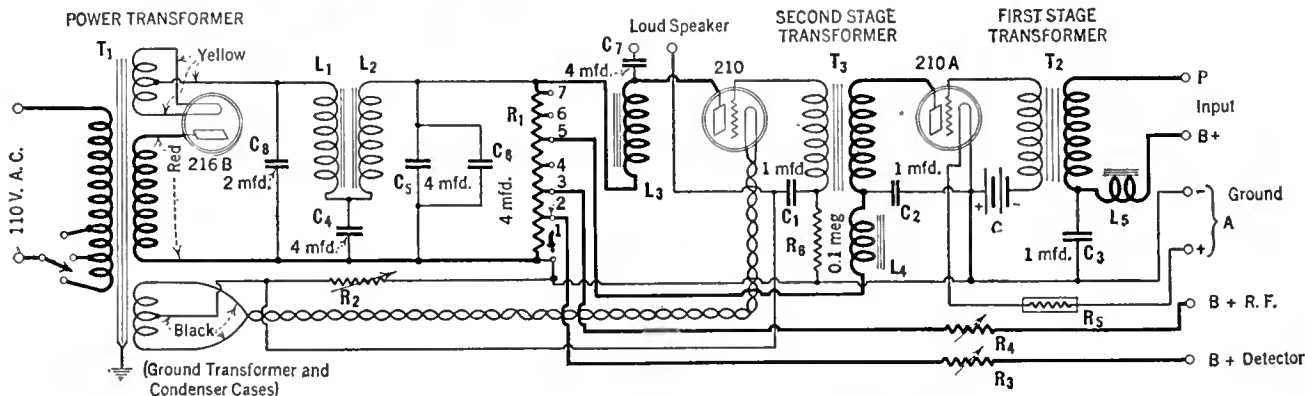 POWER TRANSFORMER
T1
Yellow
216 B
Red
110 V. A.C.
Black
(Ground Transformer and
Condenser Cases)
C8
2 mfd.
L1
L2
C4
4 mfd.
C5
4 mfd.
C6
4 mfd.
R1
7
6
5
4
3
2
1
R2
Loud Speaker
C7
4 mfd.
L3
210
SECOND STAGE
TRANSFORMER
T3
1 mfd.
C1
R6
0.1 meg
1 mfd.
C2
L4
210 A
FIRST STAGE
TRANSFORMER
T2
+
C
-
1 mfd.
C3
L5
P
Input
B+
- Ground
A
+
R5
B + R. F.
R4
B + Detector
R3